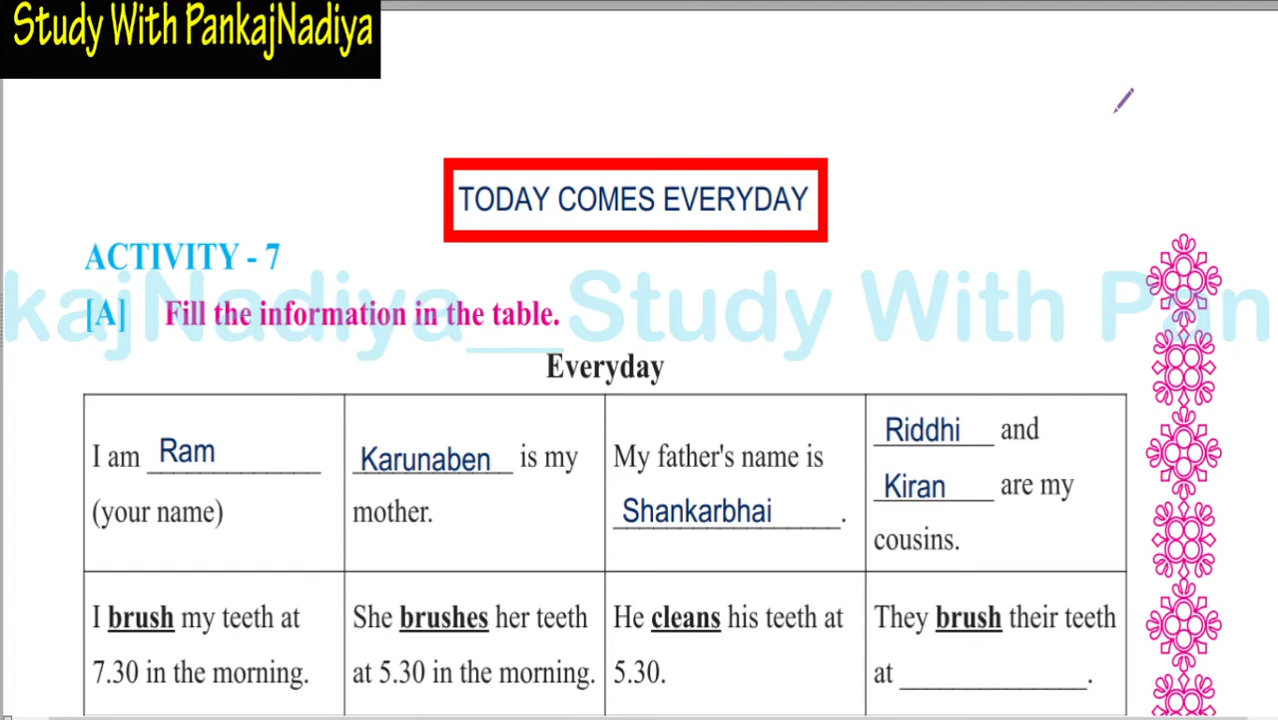 Study With PankajNadiya
TODAY COMES EVERYDAY
ACTIVITY - 7
kajNadiya__Study With Pan
[A] Fill the information in the table.
Everyday
I am Ram
(your name)
Karunaben is my
mother.
My father's name is
Shankarbhai.
Riddhi and
Kiran are my
cousins.
I brush my teeth at
7.30 in the morning.
She brushes her teeth
at 5.30 in the morning.
He cleans his teeth at
5.30.
They brush their teeth
at ______________.